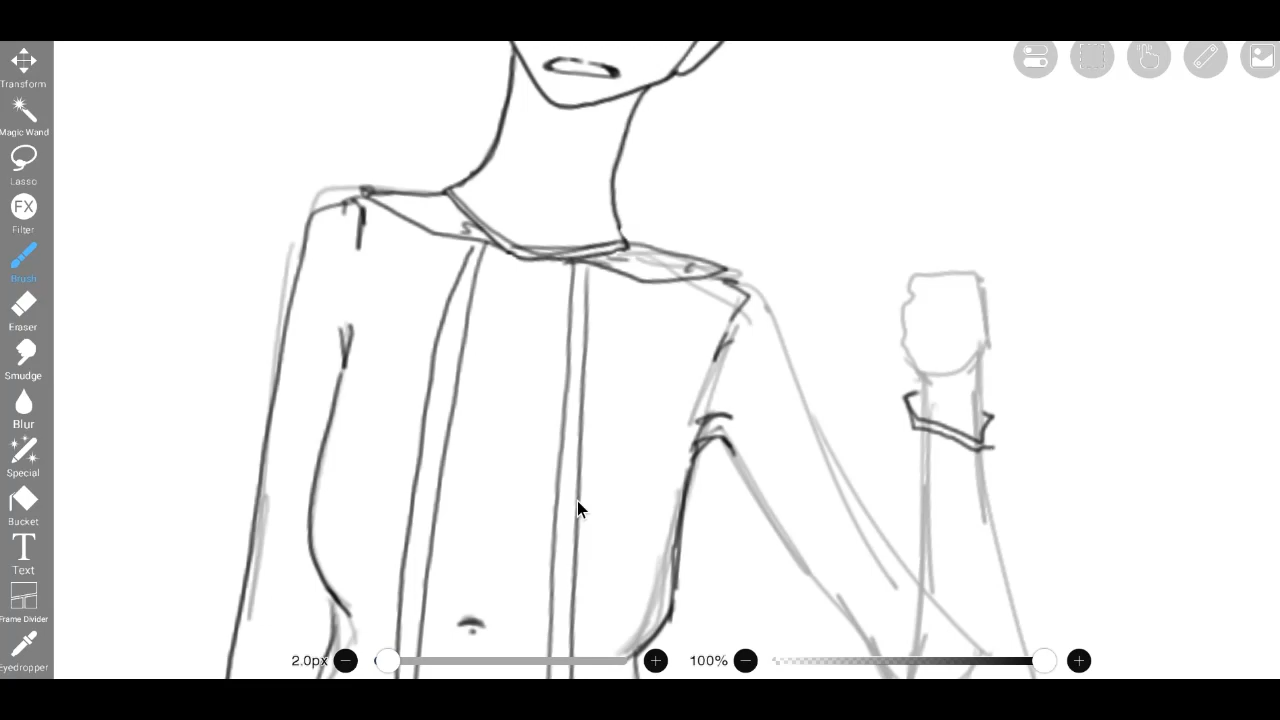 Transform
Magic Wand
Lasso
FX
Filter
Brush
Eraser
Smudge
Blur
Special
Bucket
T
Text
Frame Divider
Eyedropper
2.0px
100%